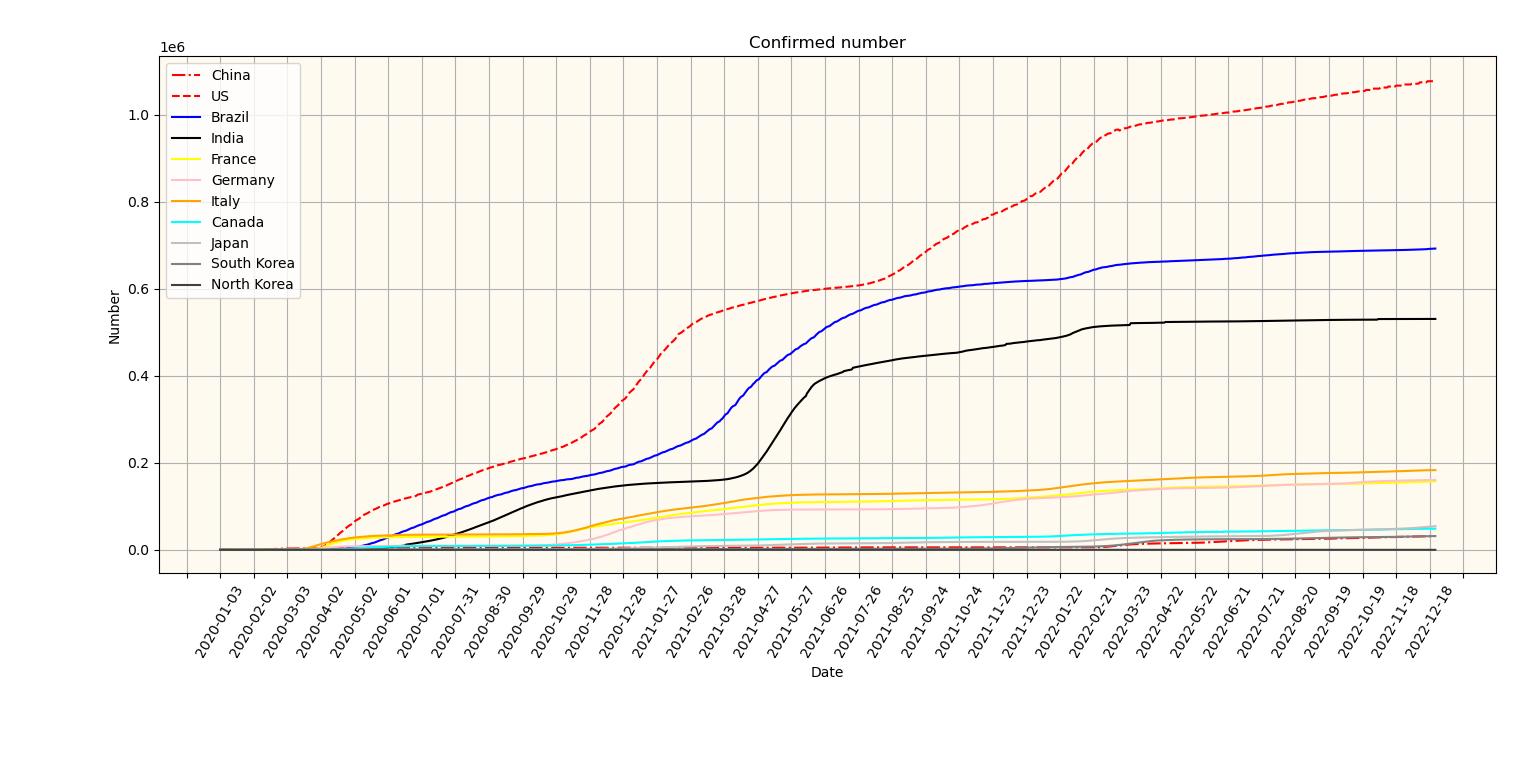 Confirmed number
1e6
China
US
Brazil
India
France
Germany
Italy
Canada
Japan
South Korea
North Korea
1.0
0.8
0.6
0.4
0.2
0.0
Number
2020-01-03
2020-02-02
2020-03-03
2020-04-02
2020-05-02
2020-06-01
2020-07-01
2020-07-31
2020-08-30
2020-09-29
2020-10-29
2020-11-28
2020-12-28
2021-01-27
2021-02-26
2021-03-28
2021-04-27
2021-05-27
2021-06-26
2021-07-26
2021-08-25
2021-09-24
2021-10-24
2021-11-23
2021-12-23
2022-01-22
2022-02-21
2022-03-23
2022-04-22
2022-05-22
2022-06-21
2022-07-21
2022-08-20
2022-09-19
2022-10-19
2022-11-18
2022-12-18
Date